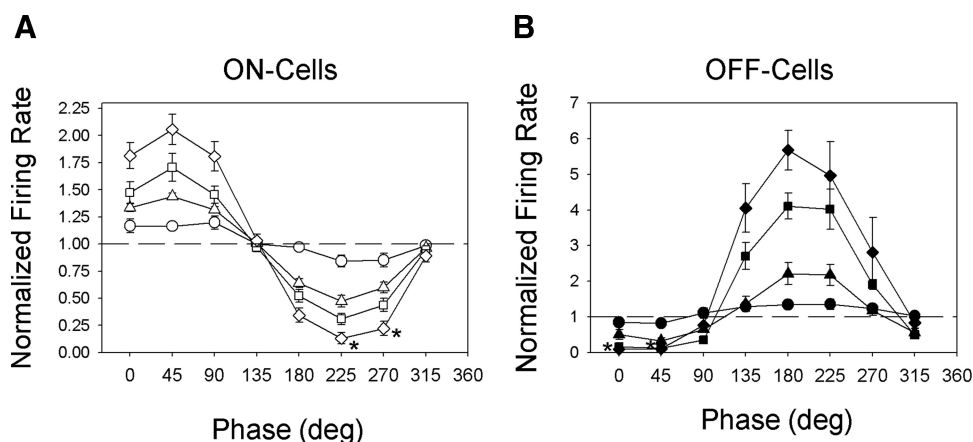 A
ON-Cells
Normalized Firing Rate
2.25
2.00
1.75
1.50
1.25
1.00
0.75
0.50
0.25
0.00
* *
0 45 90 135 180 225 270 315 360
Phase (deg)
B
OFF-Cells
Normalized Firing Rate
7
6
5
4
3
2
1
0
* *
0 45 90 135 180 225 270 315 360
Phase (deg)